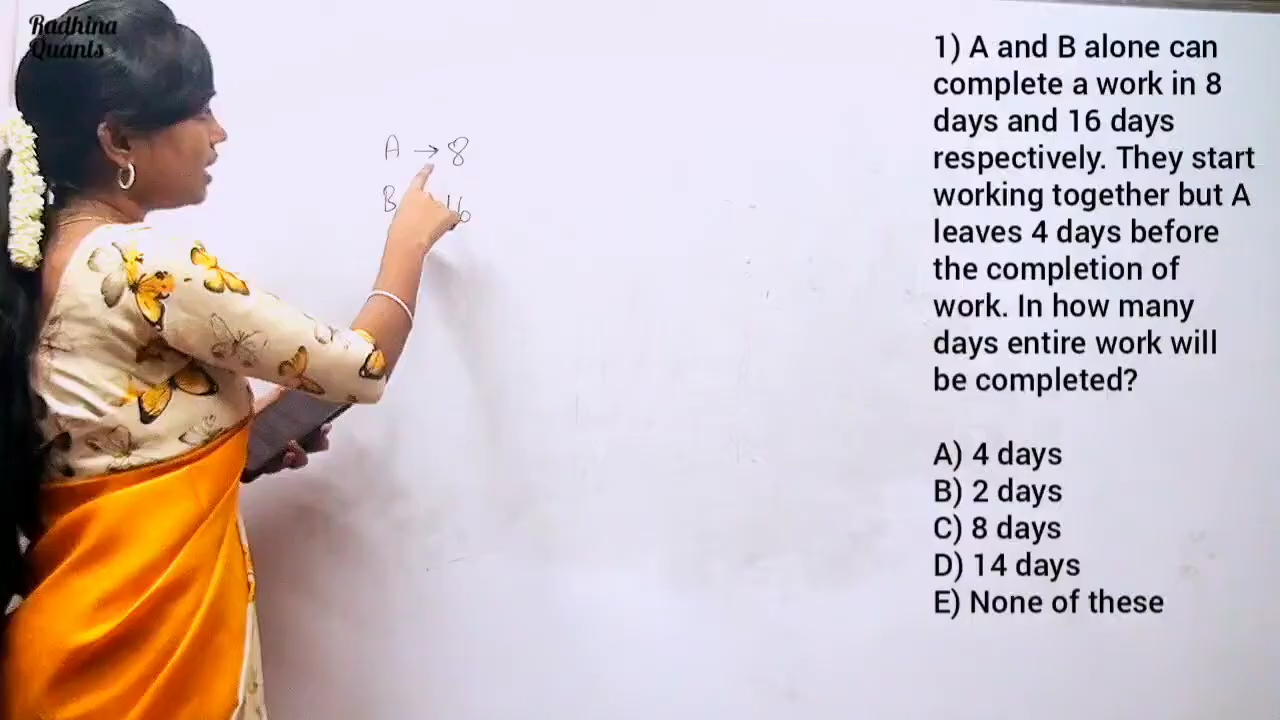 Radhina
Quants
A → 8
B 16
1) A and B alone can
complete a work in 8
days and 16 days
respectively. They start
working together but A
leaves 4 days before
the completion of
work. In how many
days entire work will
be completed?
A) 4 days
B) 2 days
C) 8 days
D) 14 days
E) None of these